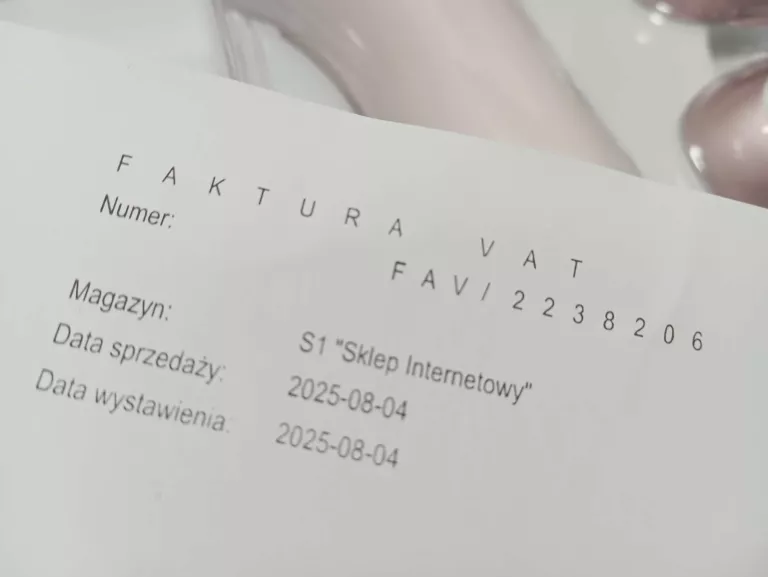 F A K T U R A V A T
Numer: F A V / 2 2 3 8 2 0 6
Magazyn: S1 "Sklep Internetowy"
Data sprzedaży: 2025-08-04
Data wystawienia: 2025-08-04